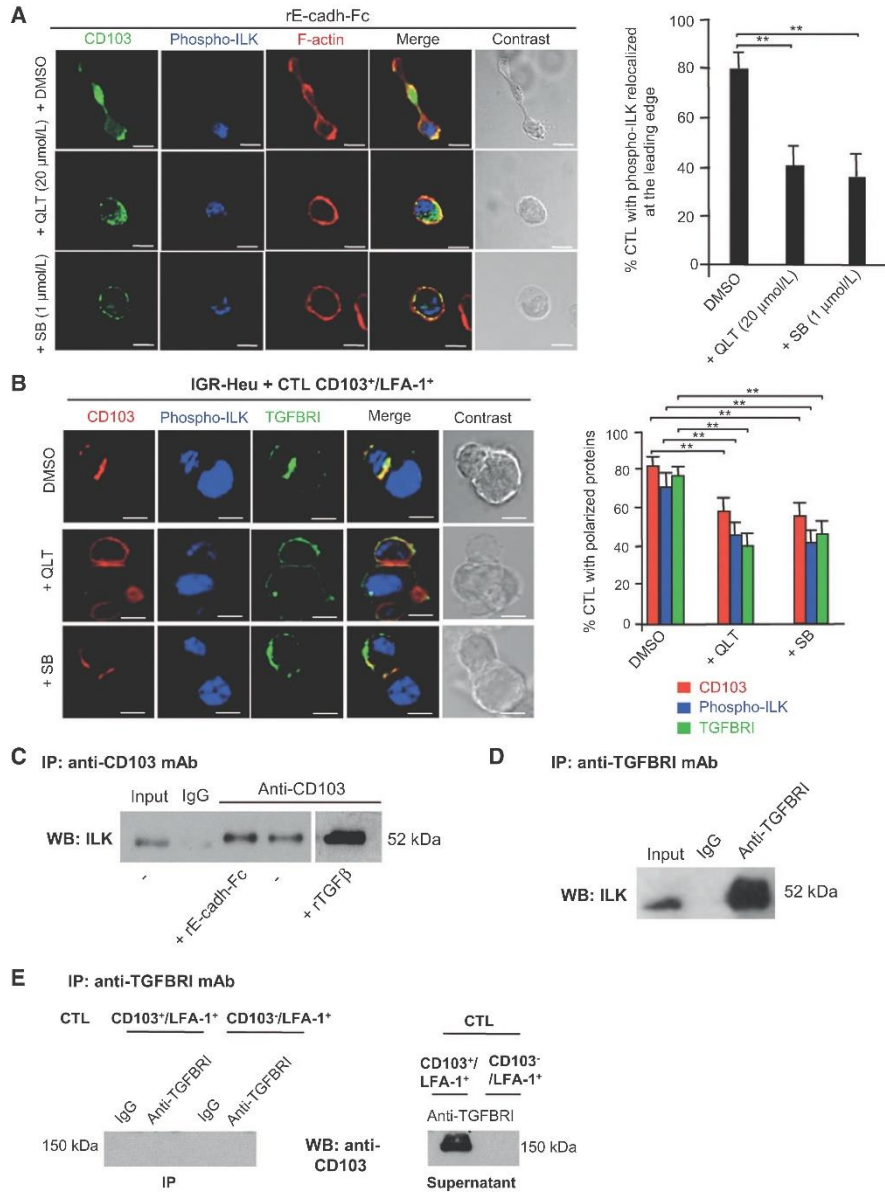 A
rE-cadh-Fc
CD103 Phospho-ILK F-actin Merge Contrast
+ DMSO
+ QLT (20 μmol/L)
+ SB (1 μmol/L)
% CTL with phospho-ILK relocalized
at the leading edge
100
80
60
40
20
0
**
**
DMSO
+ QLT (20 μmol/L)
+ SB (1 μmol/L)
B
IGR-Heu + CTL CD103⁺/LFA-1⁺
CD103 Phospho-ILK TGFBRI Merge Contrast
DMSO
+ QLT
+ SB
% CTL with polarized proteins
100
80
60
40
20
0
**
**
**
**
**
**
DMSO
+ QLT
+ SB
CD103
Phospho-ILK
TGFBRI
C IP: anti-CD103 mAb
Input IgG Anti-CD103
WB: ILK 52 kDa
- + rE-cadh-Fc - + rTGFβ
D IP: anti-TGFBRI mAb
Input IgG Anti-TGFBRI
WB: ILK 52 kDa
E IP: anti-TGFBRI mAb
CTL CD103⁺/LFA-1⁺ CD103⁻/LFA-1⁺
IgG Anti-TGFBRI IgG Anti-TGFBRI
150 kDa
IP
CTL
CD103⁺/ CD103⁻
LFA-1⁺ /LFA-1⁺
Anti-TGFBRI
WB: anti-
CD103
150 kDa
Supernatant